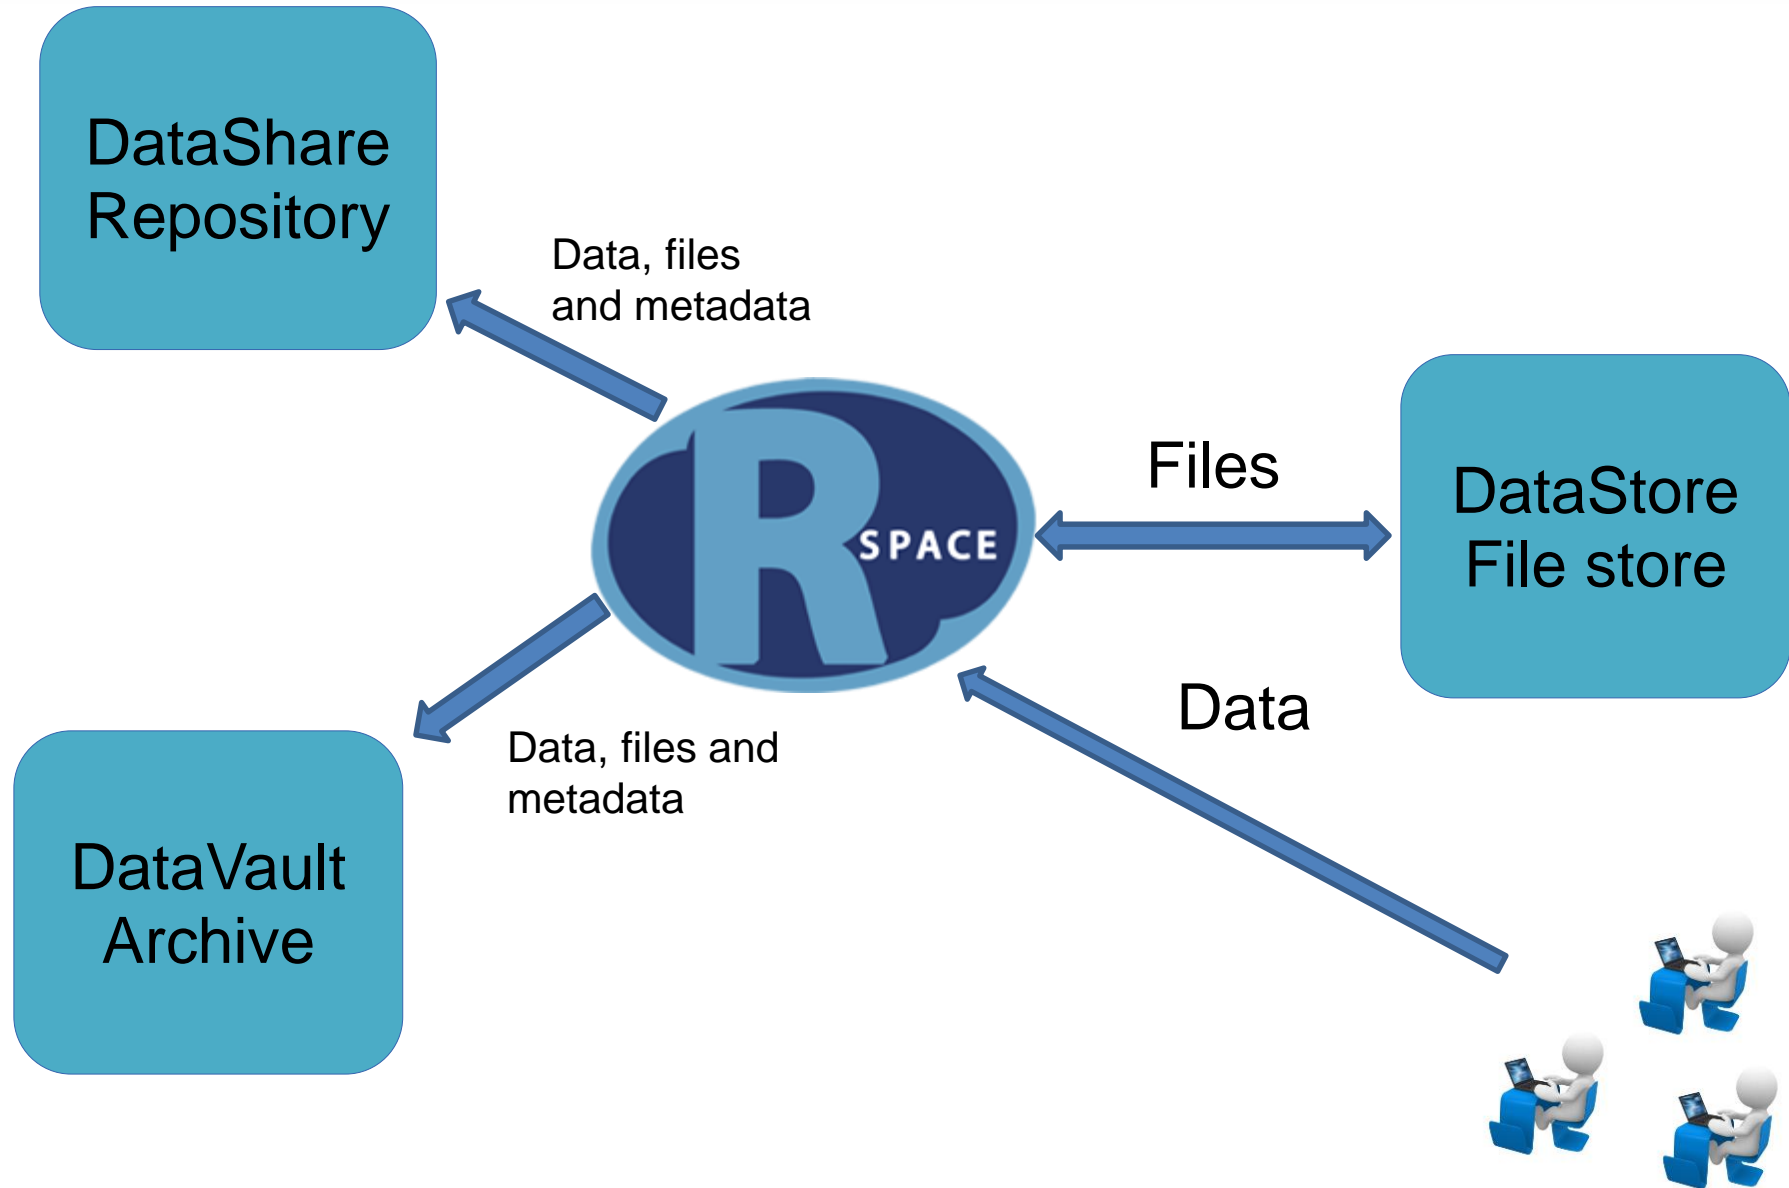 DataShare
Repository
Data, files
and metadata
R SPACE
Files
DataStore
File store
Data
Data, files and
metadata
DataVault
Archive